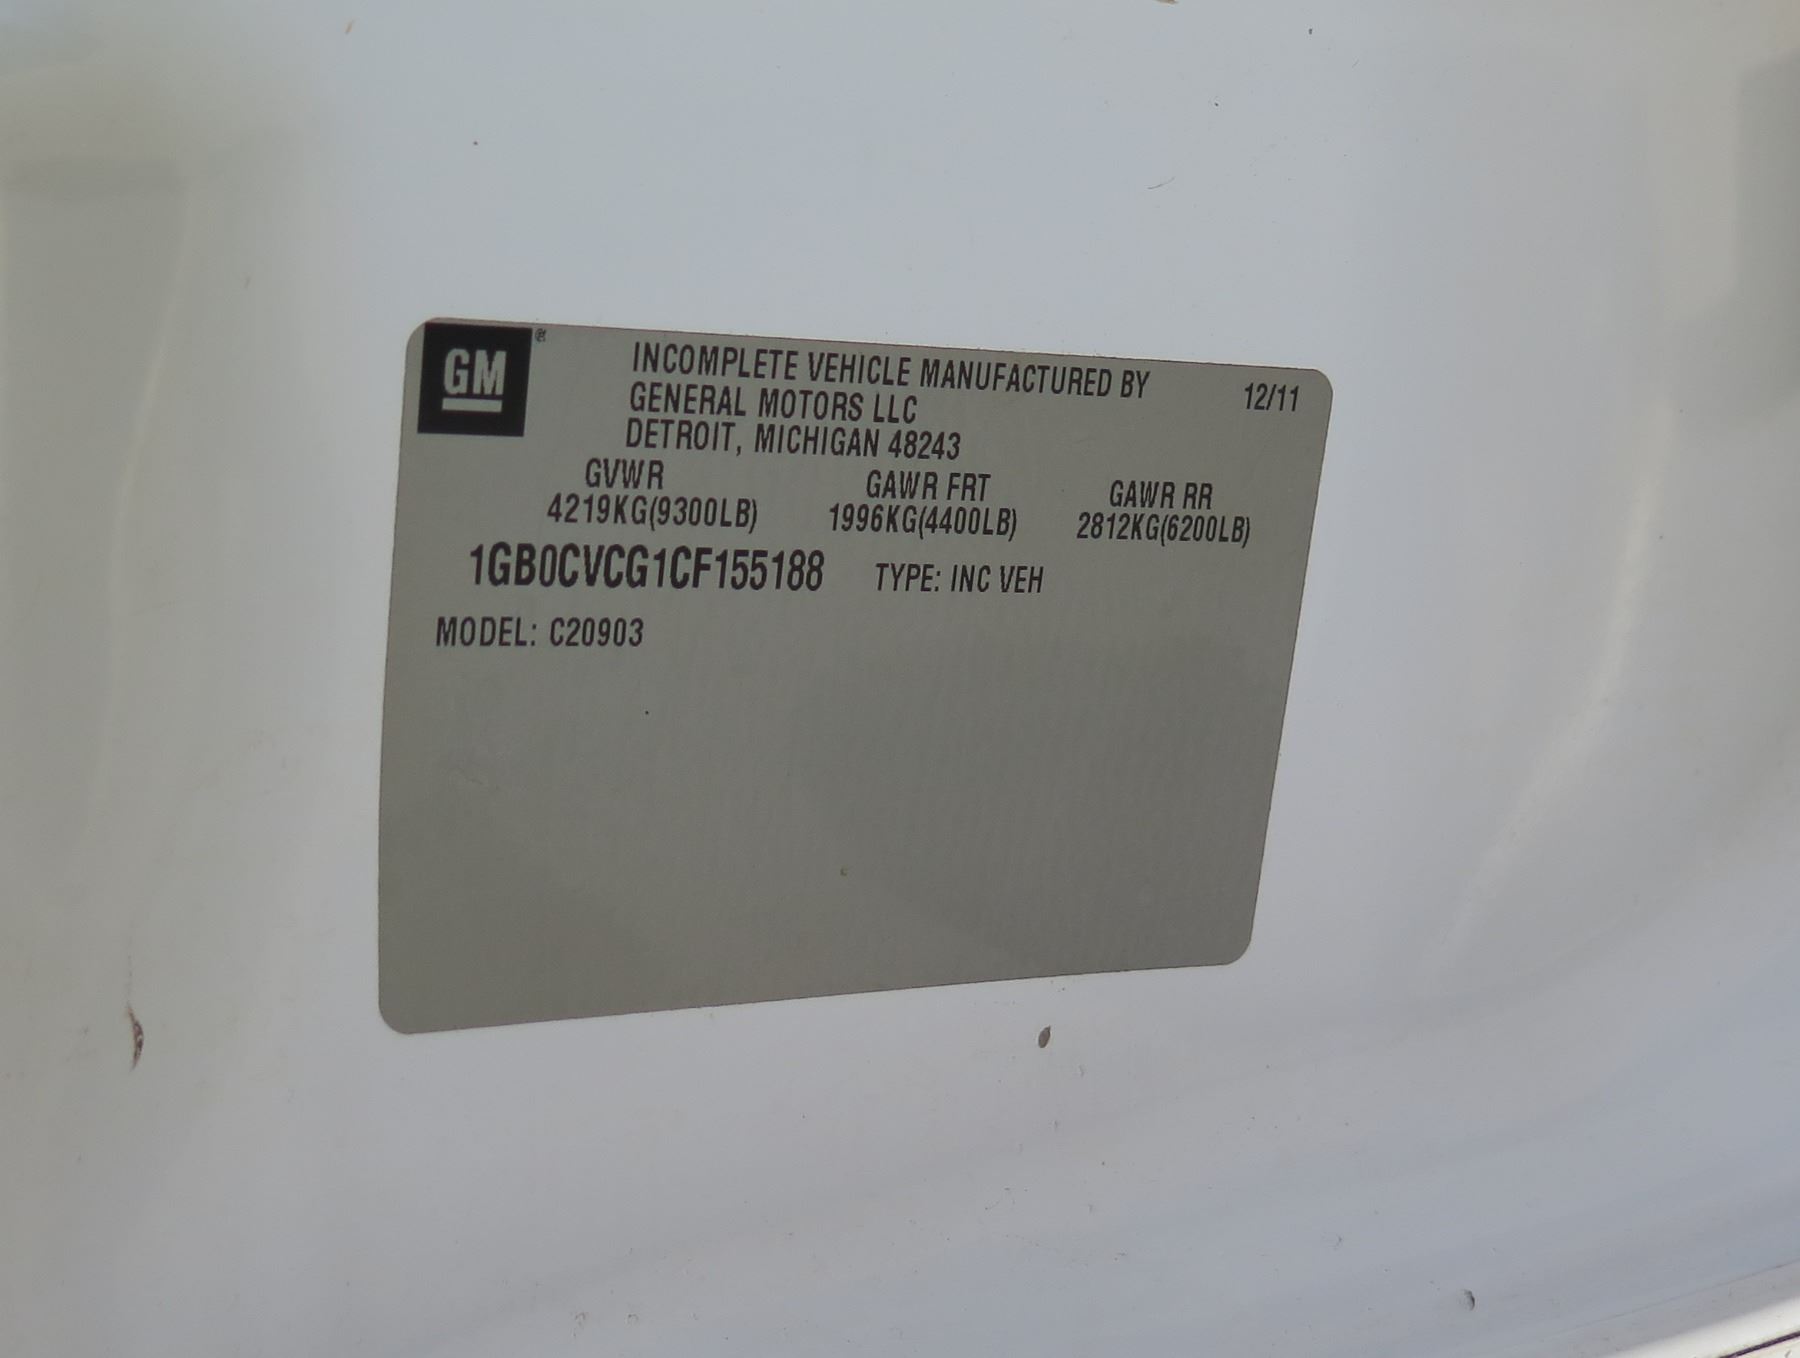 GM ®
INCOMPLETE VEHICLE MANUFACTURED BY 12/11
GENERAL MOTORS LLC
DETROIT, MICHIGAN 48243
GVWR GAWR FRT GAWR RR
4219KG(9300LB) 1996KG(4400LB) 2812KG(6200LB)
1GB0CVCG1CF155188 TYPE: INC VEH
MODEL: C20903